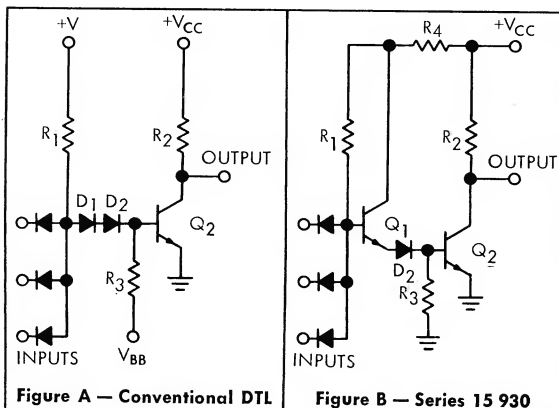 +V
+VCC
R1
R2
OUTPUT
D1 D2
Q2
R3
INPUTS
VBB
Figure A — Conventional DTL
+VCC
R4
R1
R2
OUTPUT
Q1
D2
Q2
R3
INPUTS
Figure B — Series 15 930